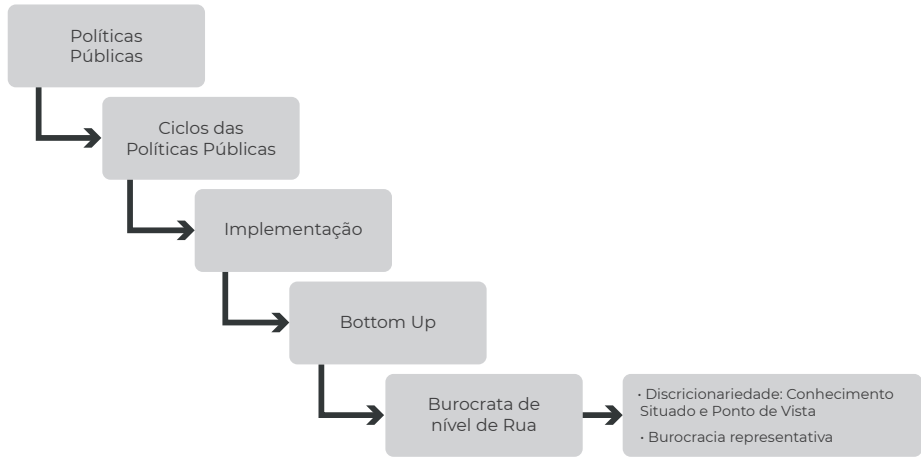 Políticas
Públicas
Ciclos das
Políticas Públicas
Implementação
Bottom Up
Burocrata de
nível de Rua
• Discricionariedade: Conhecimento
Situado e Ponto de Vista
• Burocracia representativa